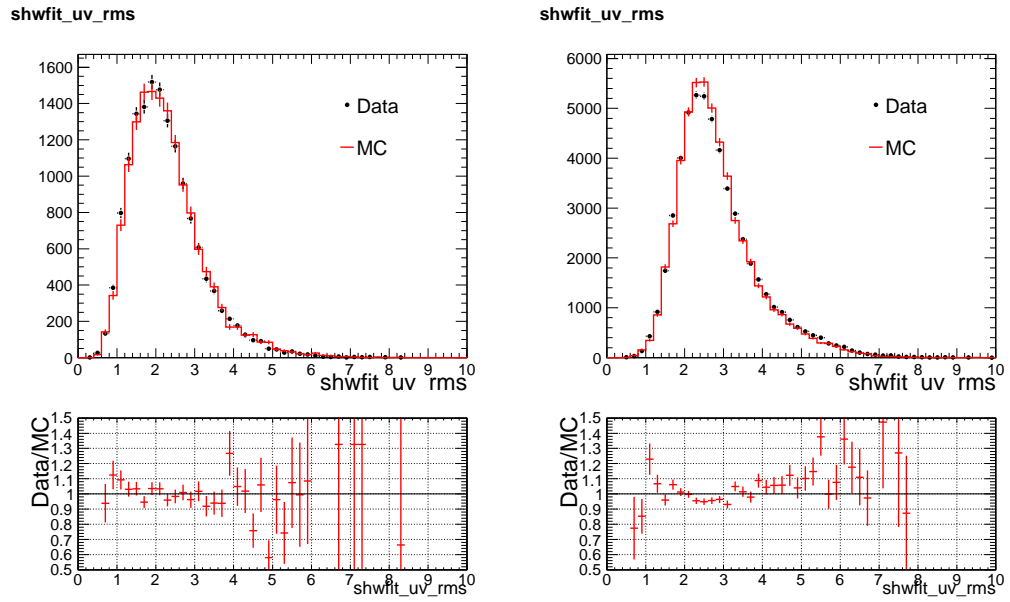 shwfit_uv_rms
1600
1400
1200
1000
800
600
400
200
0
Data
MC
0 1 2 3 4 5 6 7 8 9 10
shwfit_uv_rms
Data/MC
1.5
1.4
1.3
1.2
1.1
1
0.9
0.8
0.7
0.6
0.5
0 1 2 3 4 5 6 7 8 9 10
shwfit_uv_rms
shwfit_uv_rms
6000
5000
4000
3000
2000
1000
0
Data
MC
0 1 2 3 4 5 6 7 8 9 10
shwfit_uv_rms
Data/MC
1.5
1.4
1.3
1.2
1.1
1
0.9
0.8
0.7
0.6
0.5
0 1 2 3 4 5 6 7 8 9 10
shwfit_uv_rms